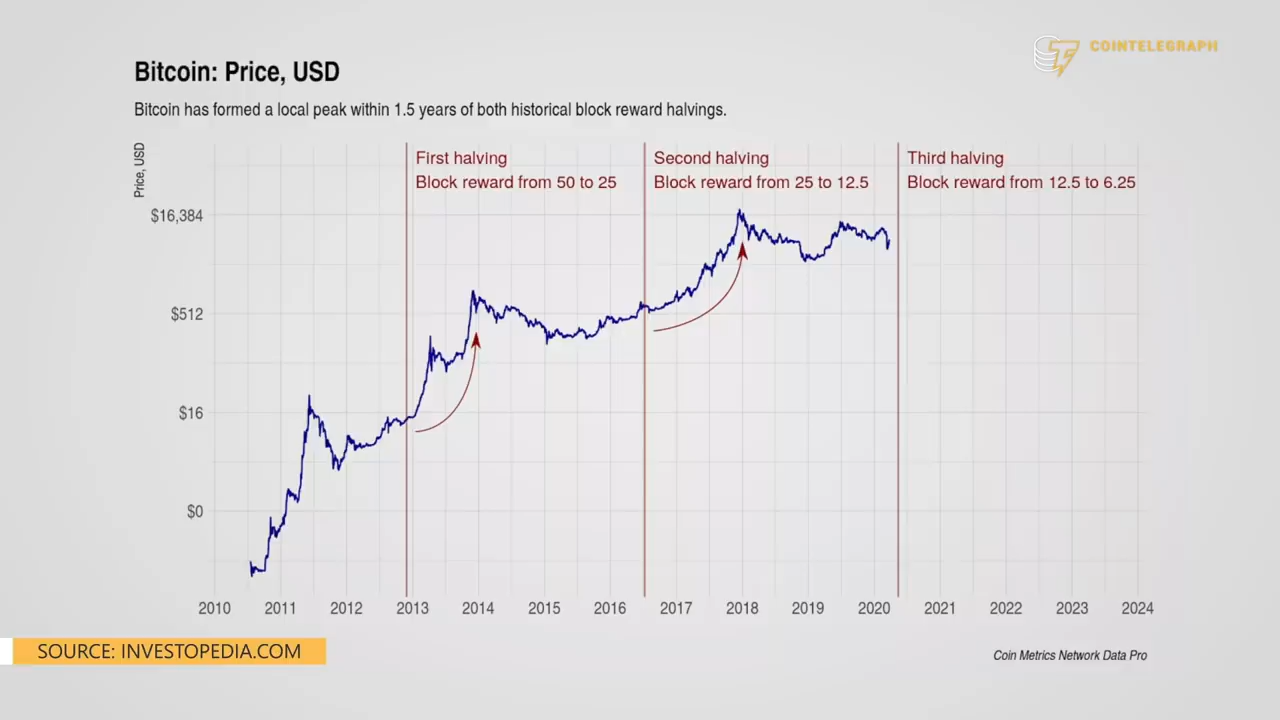 COINTELEGRAPH
Bitcoin: Price, USD
Bitcoin has formed a local peak within 1.5 years of both historical block reward halvings.
Price, USD
First halving
Block reward from 50 to 25
Second halving
Block reward from 25 to 12.5
Third halving
Block reward from 12.5 to 6.25
$16,384
$512
$16
$0
2010 2011 2012 2013 2014 2015 2016 2017 2018 2019 2020 2021 2022 2023 2024
SOURCE: INVESTOPEDIA.COM
Coin Metrics Network Data Pro